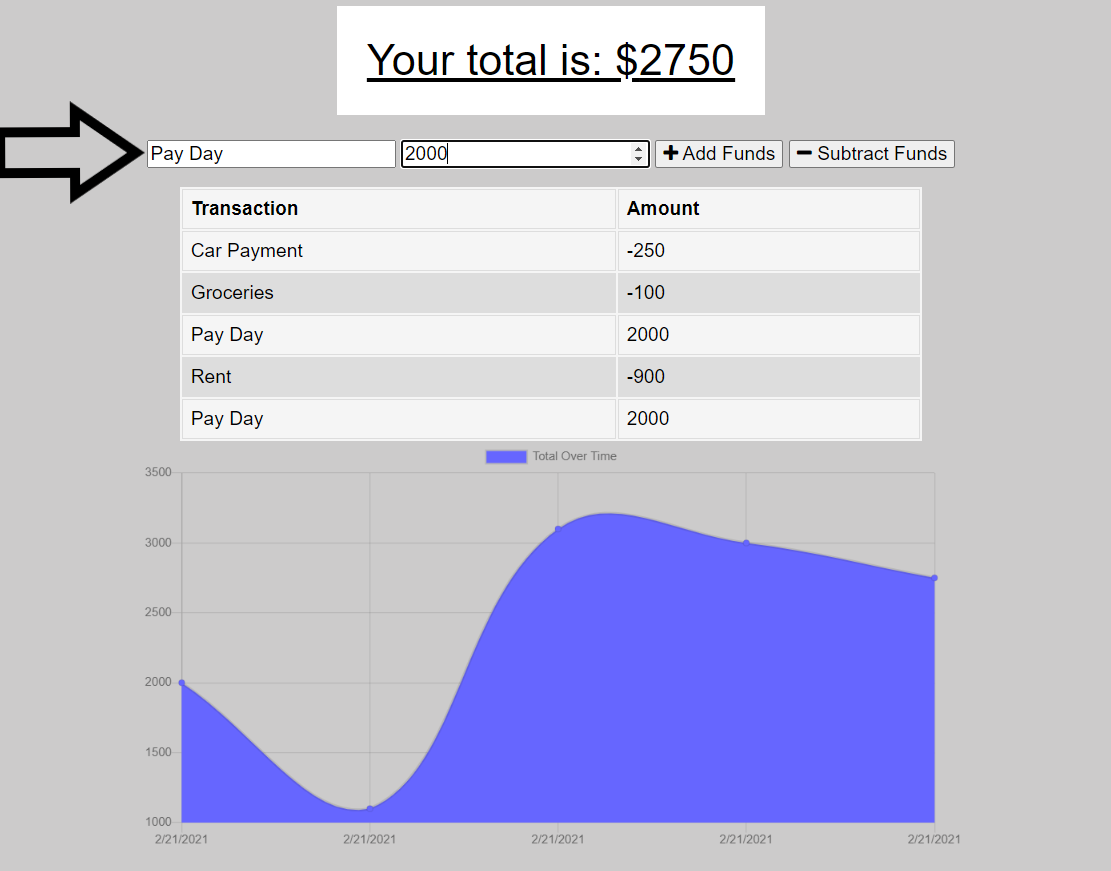 Your total is: $2750
Pay Day 2000 Add Funds Subtract Funds
Transaction Amount
Car Payment -250
Groceries -100
Pay Day 2000
Rent -900
Pay Day 2000
Total Over Time
3500
3000
2500
2000
1500
1000
2/21/2021 2/21/2021 2/21/2021 2/21/2021 2/21/2021